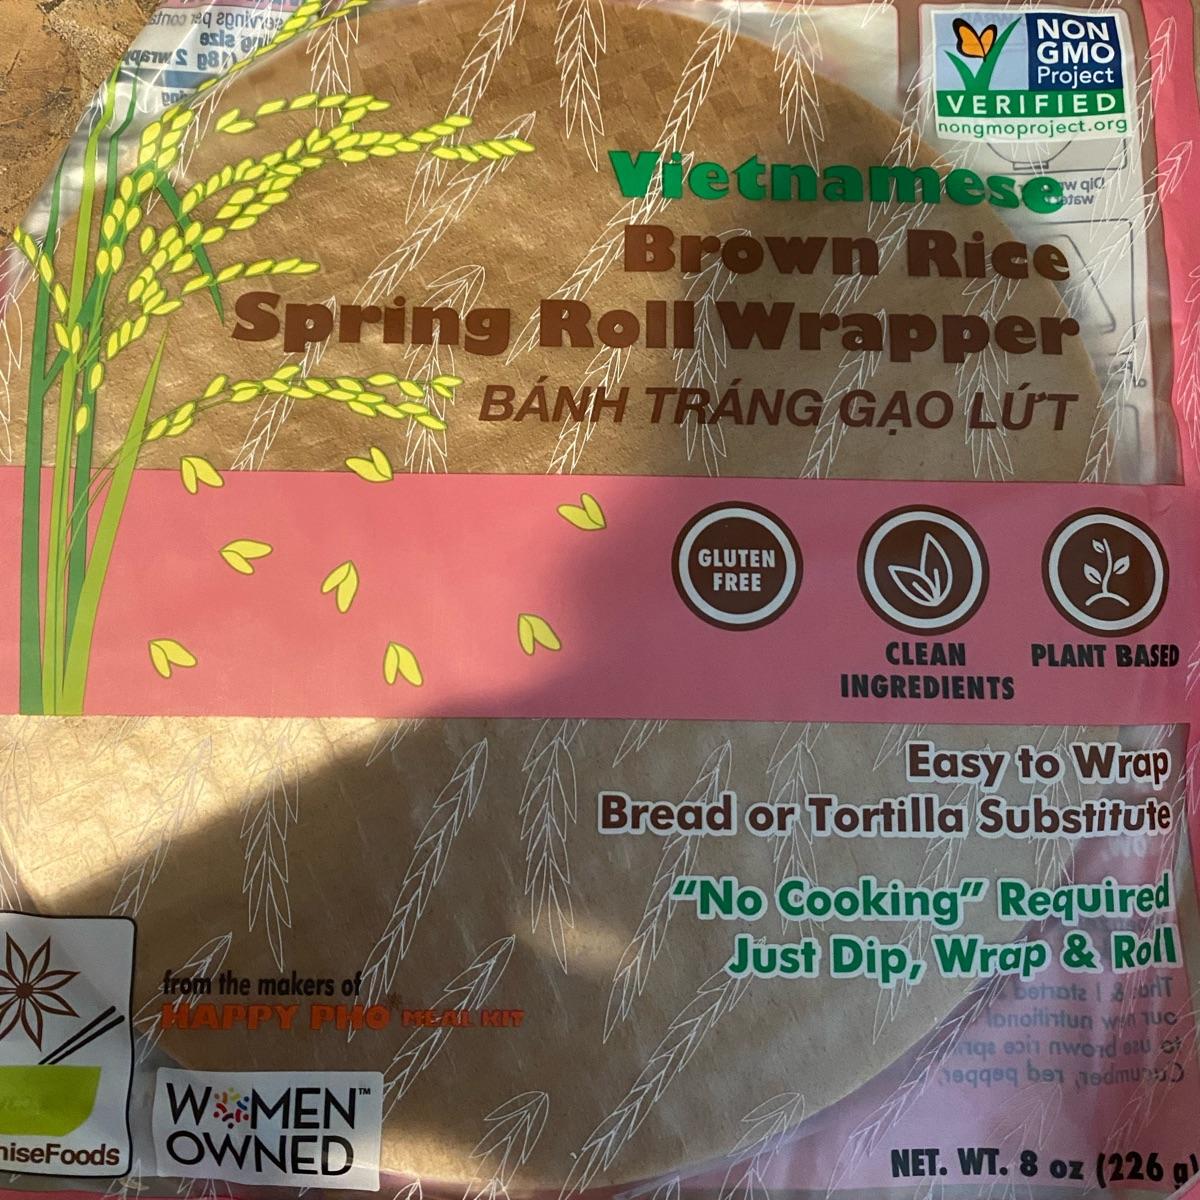 NON
GMO
Project
VERIFIED
nongmoproject.org
Vietnamese
Brown Rice
Spring Roll Wrapper
BÁNH TRÁNG GẠO LỨT
GLUTEN
FREE
CLEAN
INGREDIENTS
PLANT BASED
Easy to Wrap
Bread or Tortilla Substitute
"No Cooking" Required
Just Dip, Wrap & Roll
from the makers of
HAPPY PHO MEAL KIT
WOMEN™
OWNED
NET. WT. 8 oz (226 g)